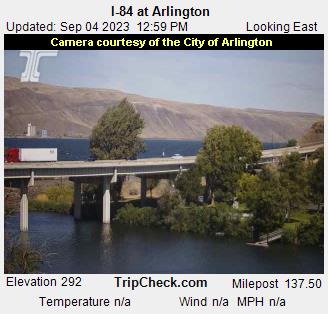 I-84 at Arlington
Updated: Sep 04 2023 12:59 PM Looking East
Camera courtesy of the City of Arlington
Elevation 292 TripCheck.com Milepost 137.50
Temperature n/a Wind n/a MPH n/a